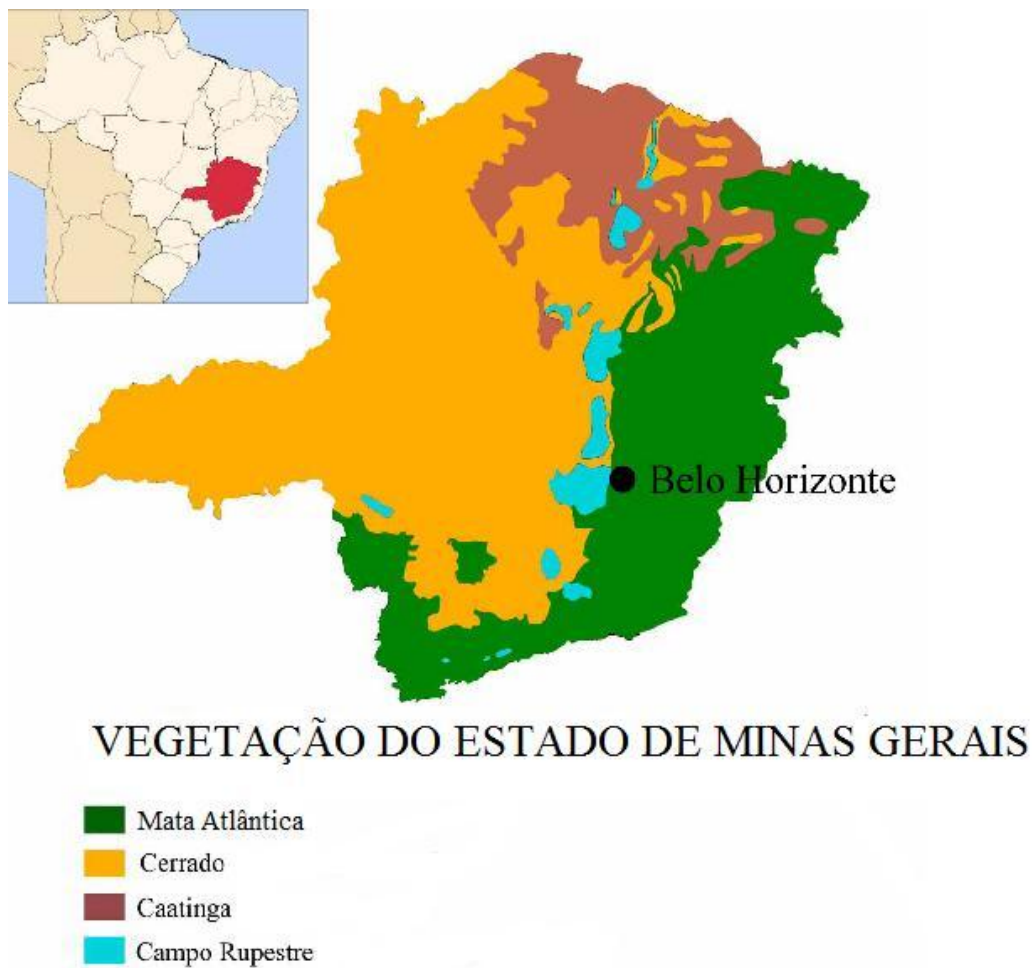 Belo Horizonte
VEGETAÇÃO DO ESTADO DE MINAS GERAIS
Mata Atlântica
Cerrado
Caatinga
Campo Rupestre